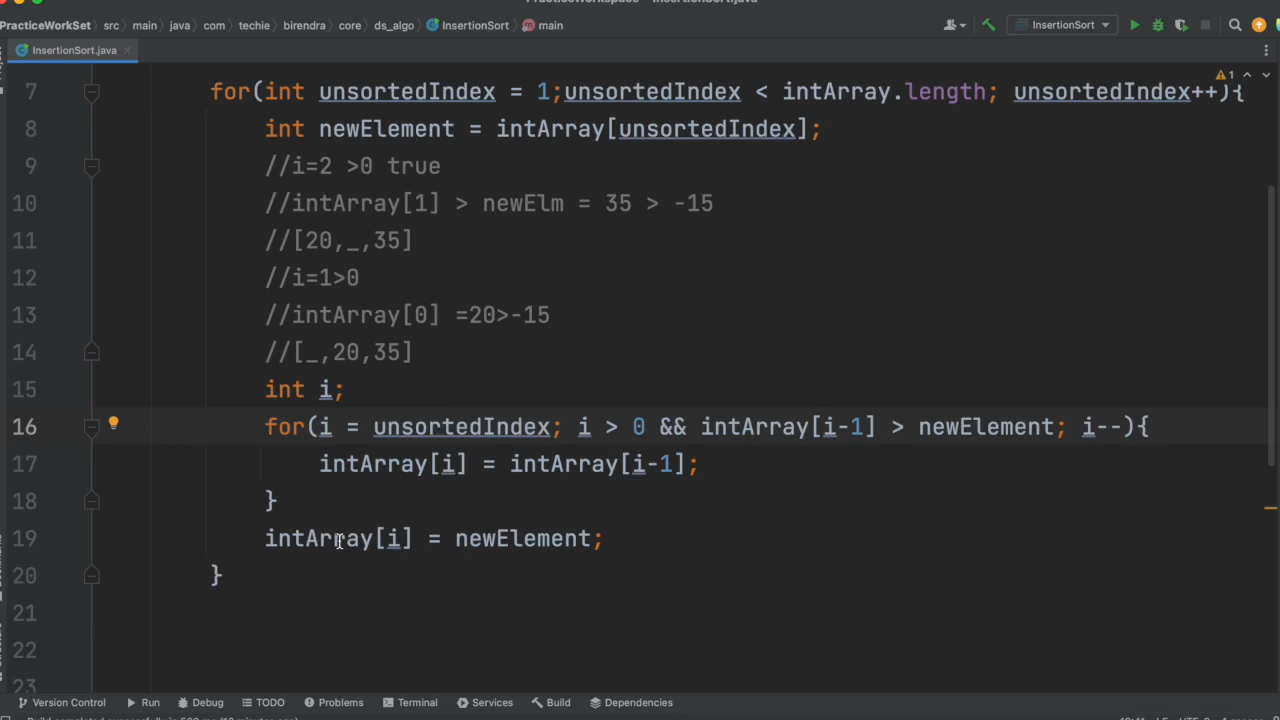 PracticeWorkSet src main java com techie birendra core ds_algo InsertionSort main InsertionSort
InsertionSort.java
1
7 for(int unsortedIndex = 1;unsortedIndex < intArray.length; unsortedIndex++){
8 int newElement = intArray[unsortedIndex];
9 //i=2 >0 true
10 //intArray[1] > newElm = 35 > -15
11 //[20,_,35]
12 //i=1>0
13 //intArray[0] =20>-15
14 //[_,20,35]
15 int i;
16 for(i = unsortedIndex; i > 0 && intArray[i-1] > newElement; i--){
17 intArray[i] = intArray[i-1];
18 }
19 intArray[i] = newElement;
20 }
21
22
23
Version Control Run Debug TODO Problems Terminal Services Build Dependencies